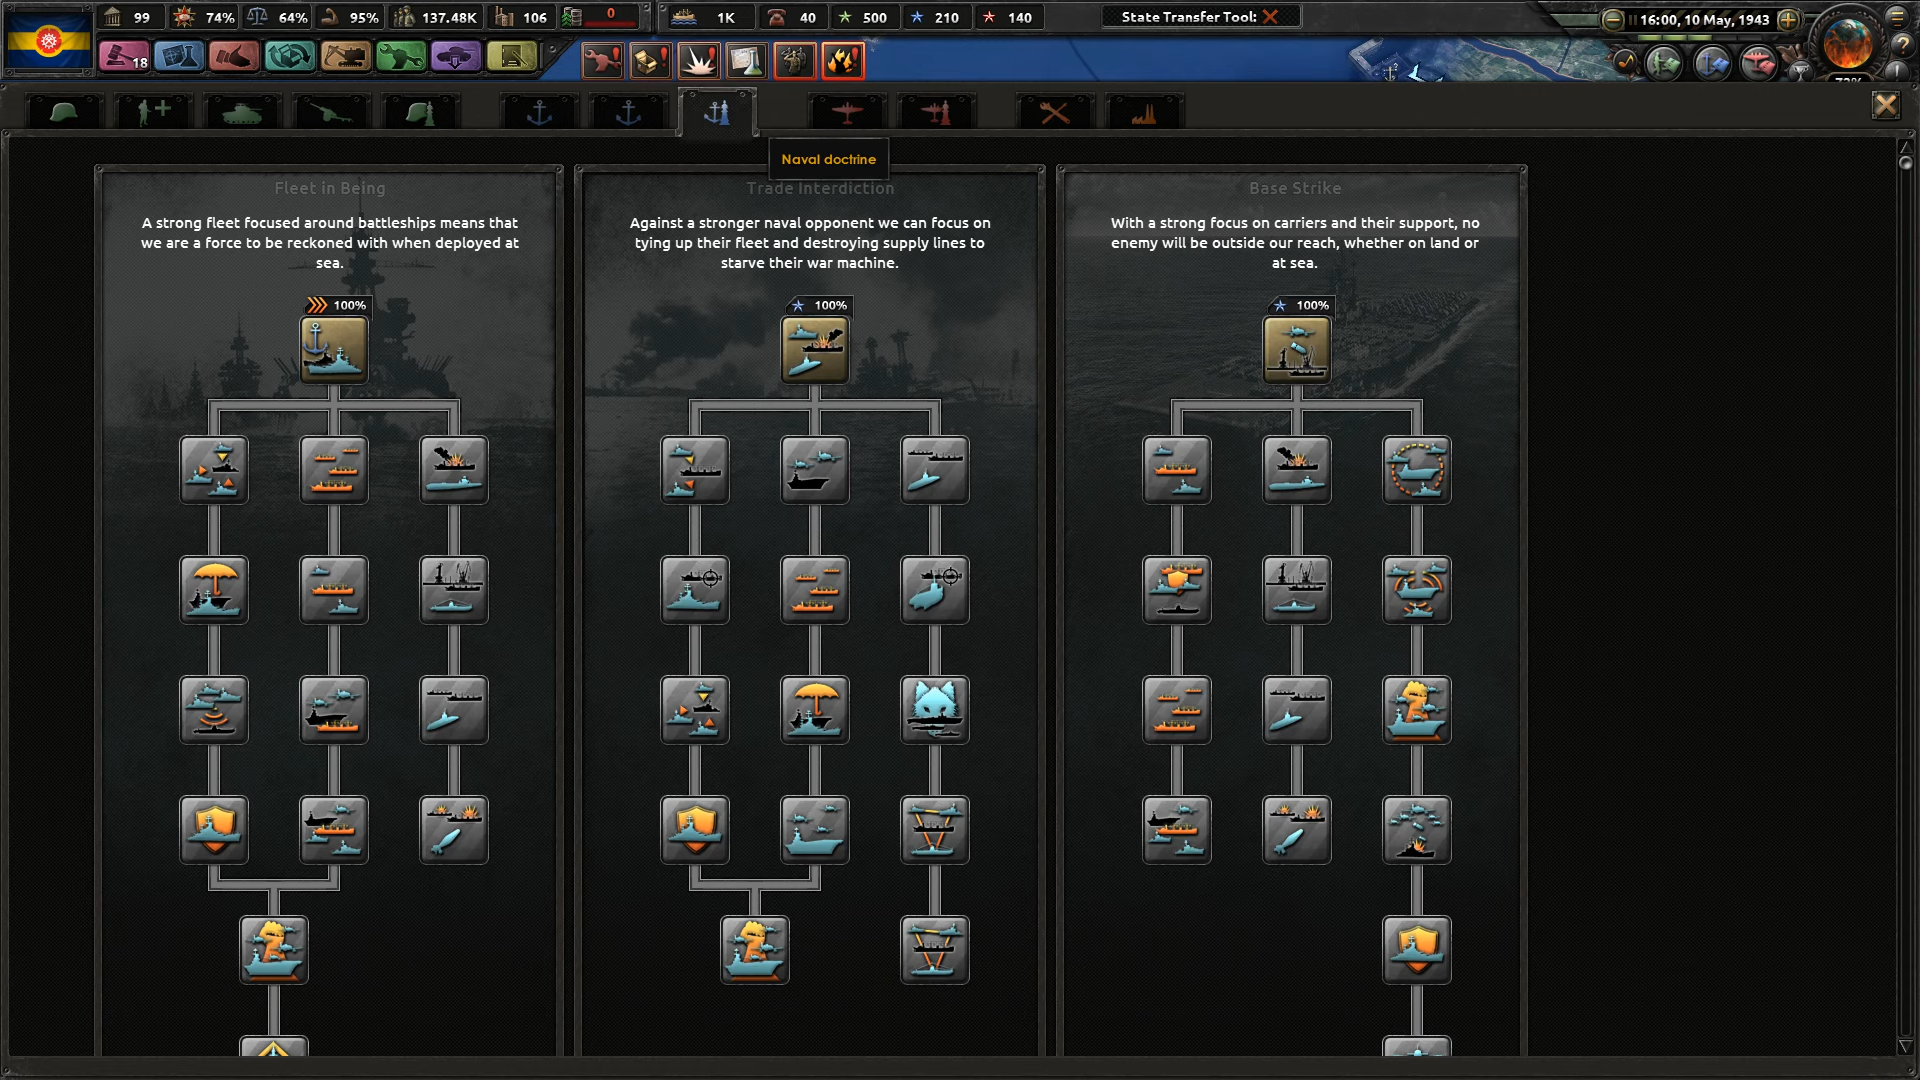 99 74% 64% 95% 137.48K 106 0 1K 40 500 210 140 State Transfer Tool: 16:00, 10 May, 1943
18
Naval doctrine
Fleet in Being
A strong fleet focused around battleships means that
we are a force to be reckoned with when deployed at
sea.
100%
Trade Interdiction
Against a stronger naval opponent we can focus on
tying up their fleet and destroying supply lines to
starve their war machine.
100%
Base Strike
With a strong focus on carriers and their support, no
enemy will be outside our reach, whether on land or
at sea.
100%